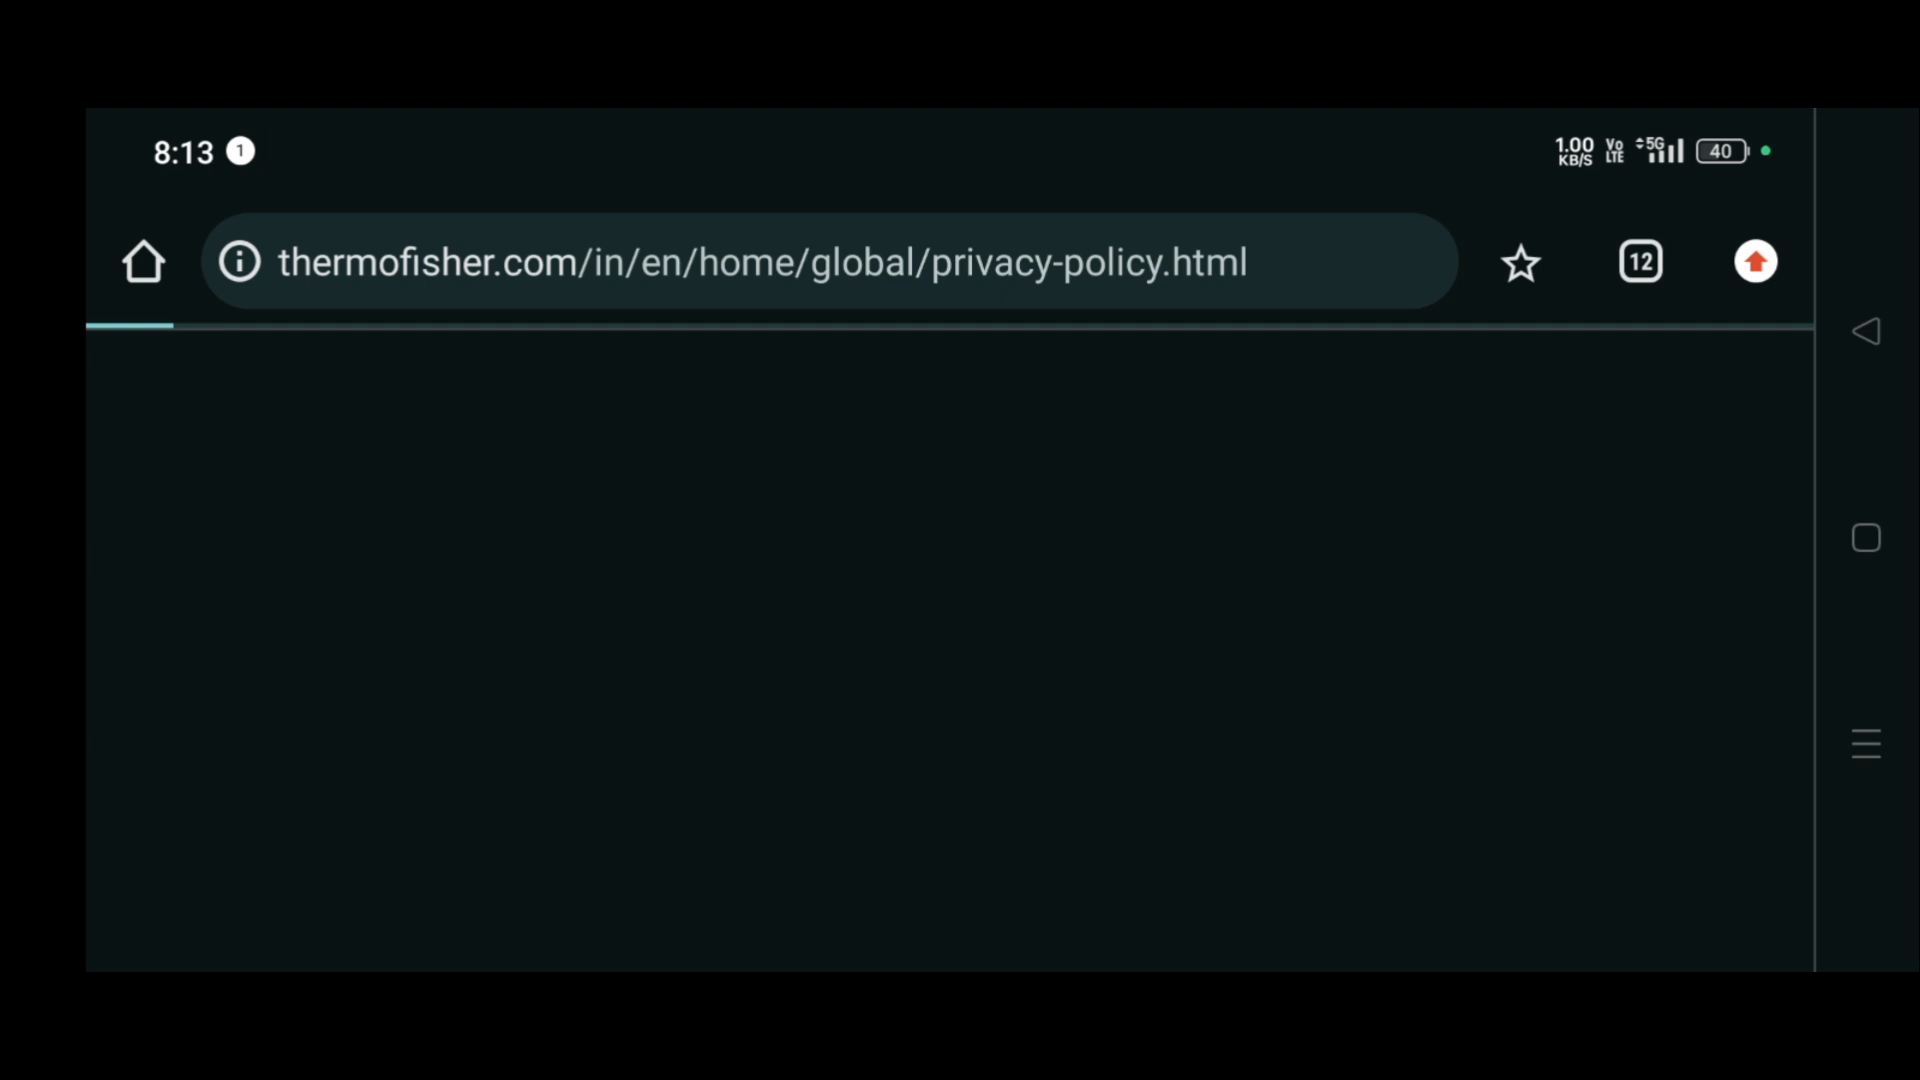 8:13 1
1.00 KB/S Vo LTE 5G 40
thermofisher.com/in/en/home/global/privacy-policy.html
12